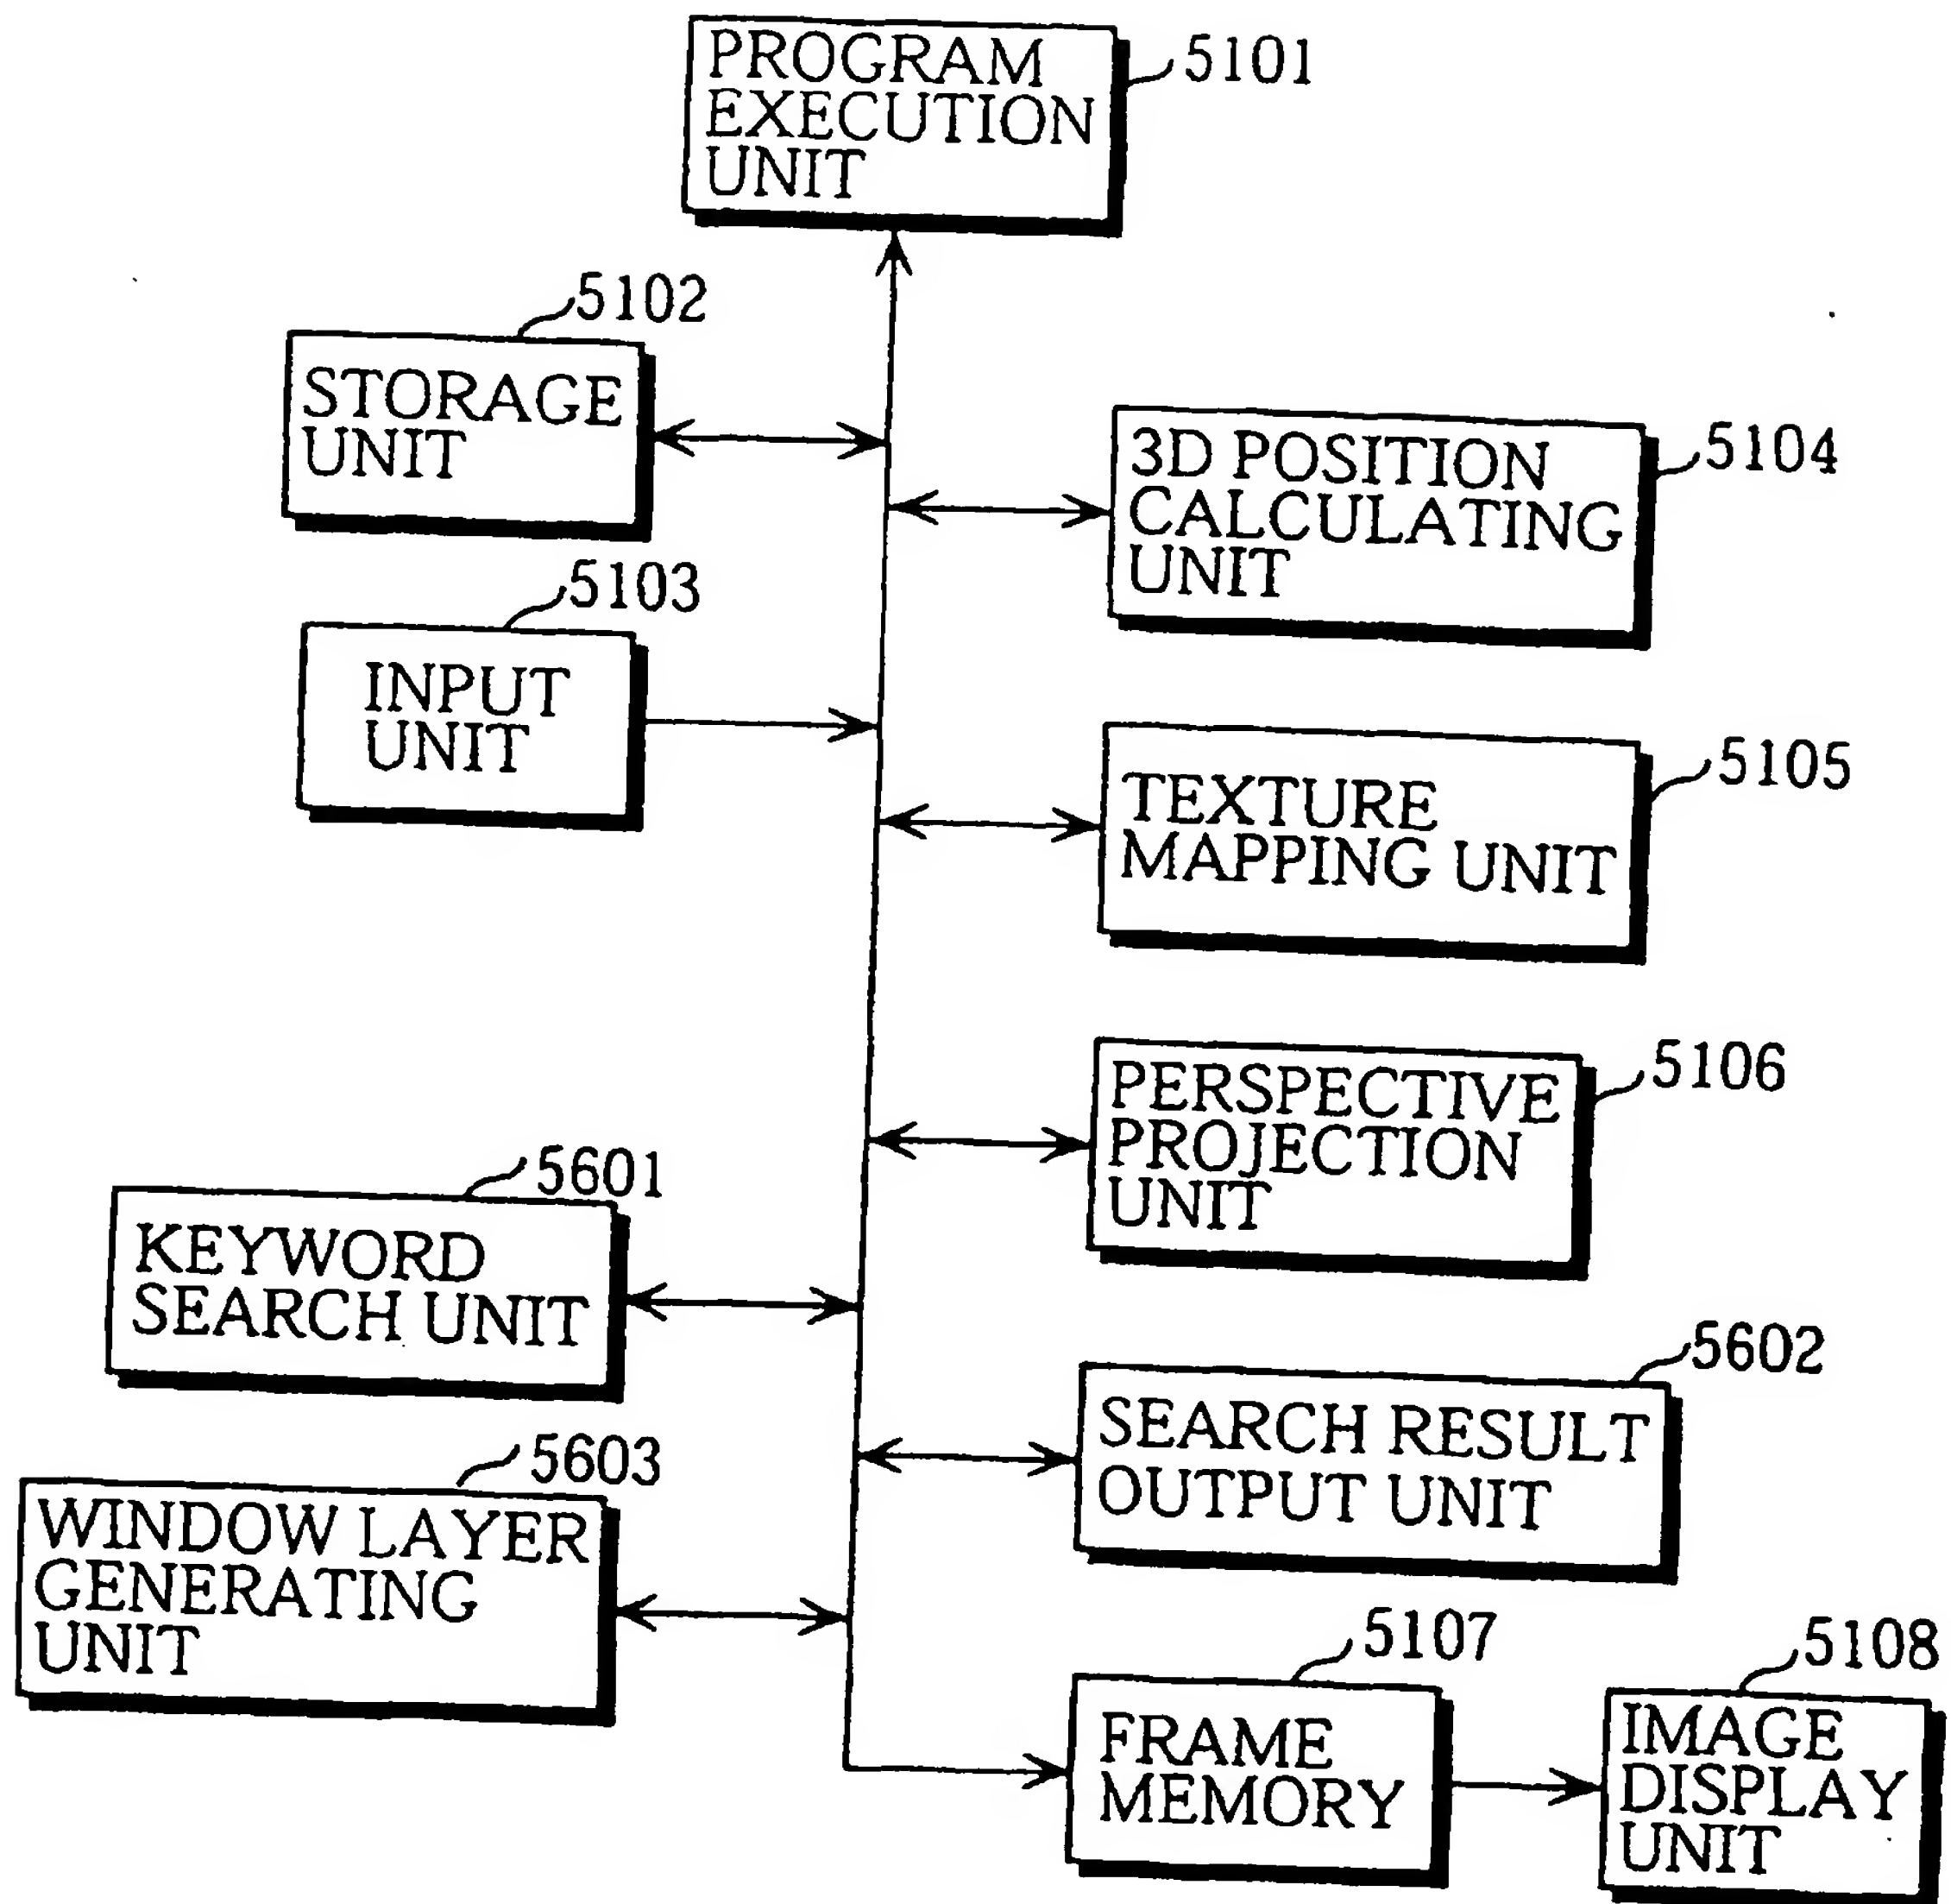 PROGRAM
EXECUTION
UNIT
5101
5102
STORAGE
UNIT
3D POSITION
CALCULATING
UNIT
5104
5103
INPUT
UNIT
TEXTURE
MAPPING UNIT
5105
PERSPECTIVE
PROJECTION
UNIT
5106
5601
KEYWORD
SEARCH UNIT
5602
SEARCH RESULT
OUTPUT UNIT
5603
WINDOW LAYER
GENERATING
UNIT
5107
FRAME
MEMORY
5108
IMAGE
DISPLAY
UNIT